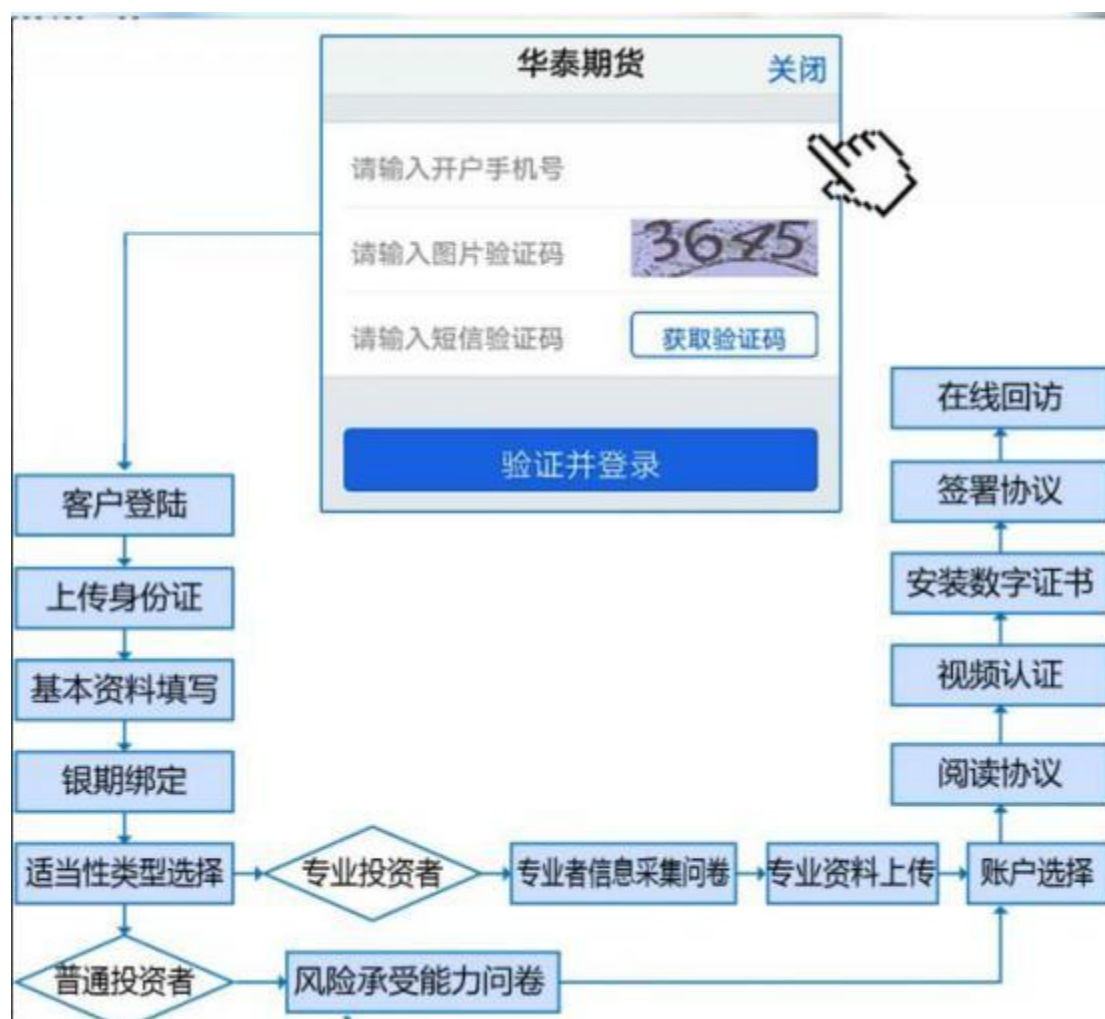 华泰期货
关闭
请输入开户手机号
请输入图片验证码
3645
请输入短信验证码
获取验证码
验证并登录
客户登陆
上传身份证
基本资料填写
银期绑定
适当性类型选择
专业投资者
专业者信息采集问卷
专业资料上传
账户选择
普通投资者
风险承受能力问卷
阅读协议
视频认证
安装数字证书
签署协议
在线回访